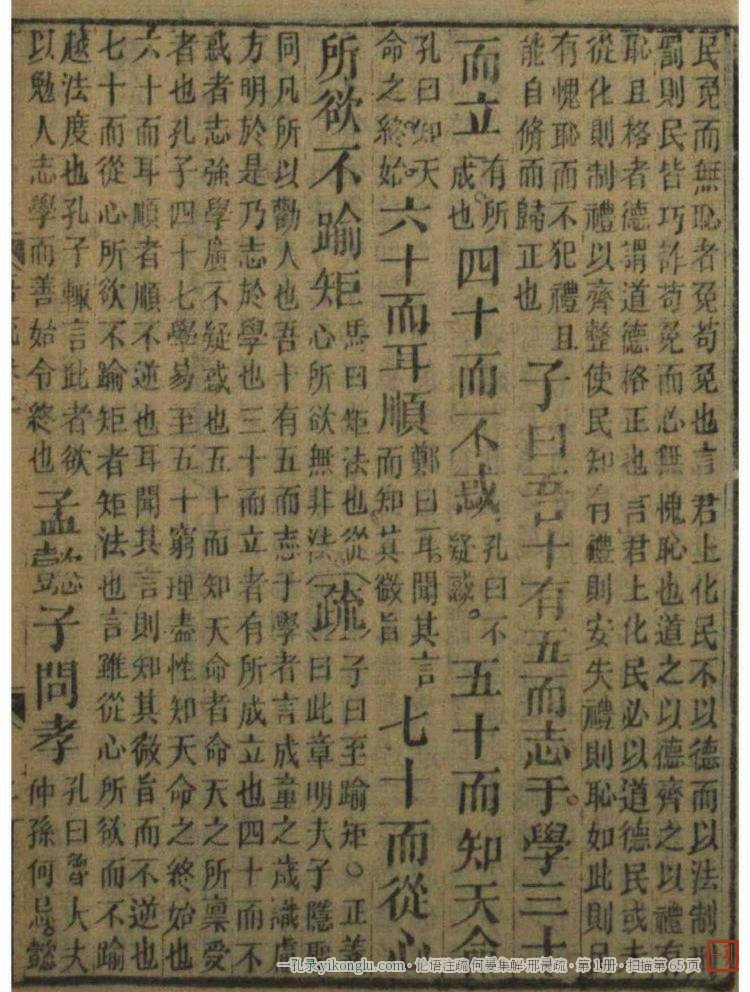 民免而無恥者免苟免也言君上化民不以德而以法制刑
罰則民皆巧詐苟免而心無愧恥也道之以德齊之以禮有
恥且格者德謂道德格正也言君上化民必以道德民或未
從化則制禮以齊整使民知有禮則安失禮則恥如此則民
有愧恥而不犯禮且
能自脩而歸正也
子曰吾十有五而志于學三十
而立
有所
成也
四十而不惑
孔曰不
疑惑
五十而知天命
孔曰知天
命之終始
六十而耳順
鄭曰耳聞其言
而知其微旨
七十而從心
所欲不踰矩
馬曰矩法也從
心所欲無非法
疏
子曰至踰矩○正義
曰此章明夫子隱聖
同凡所以勸人也吾十有五而志于學者言成童之歲識慮
方明於是乃志於學也三十而立者有所成立也四十而不
惑者志強學廣不疑惑也五十而知天命者命天之所稟受
者也孔子四十七學易至五十窮理盡性知天命之終始也
六十而耳順者順不逆也耳聞其言則知其微旨而不逆也
七十而從心所欲不踰矩者矩法也言雖從心所欲而不踰
越法度也孔子輒言此者欲
以勉人志學而善始令終也
孟懿子問孝
孔曰魯大夫
仲孫何忌懿
一孔录yikonglu.com·论语注疏.何晏集解.邢昺疏·第1册·扫描第65页